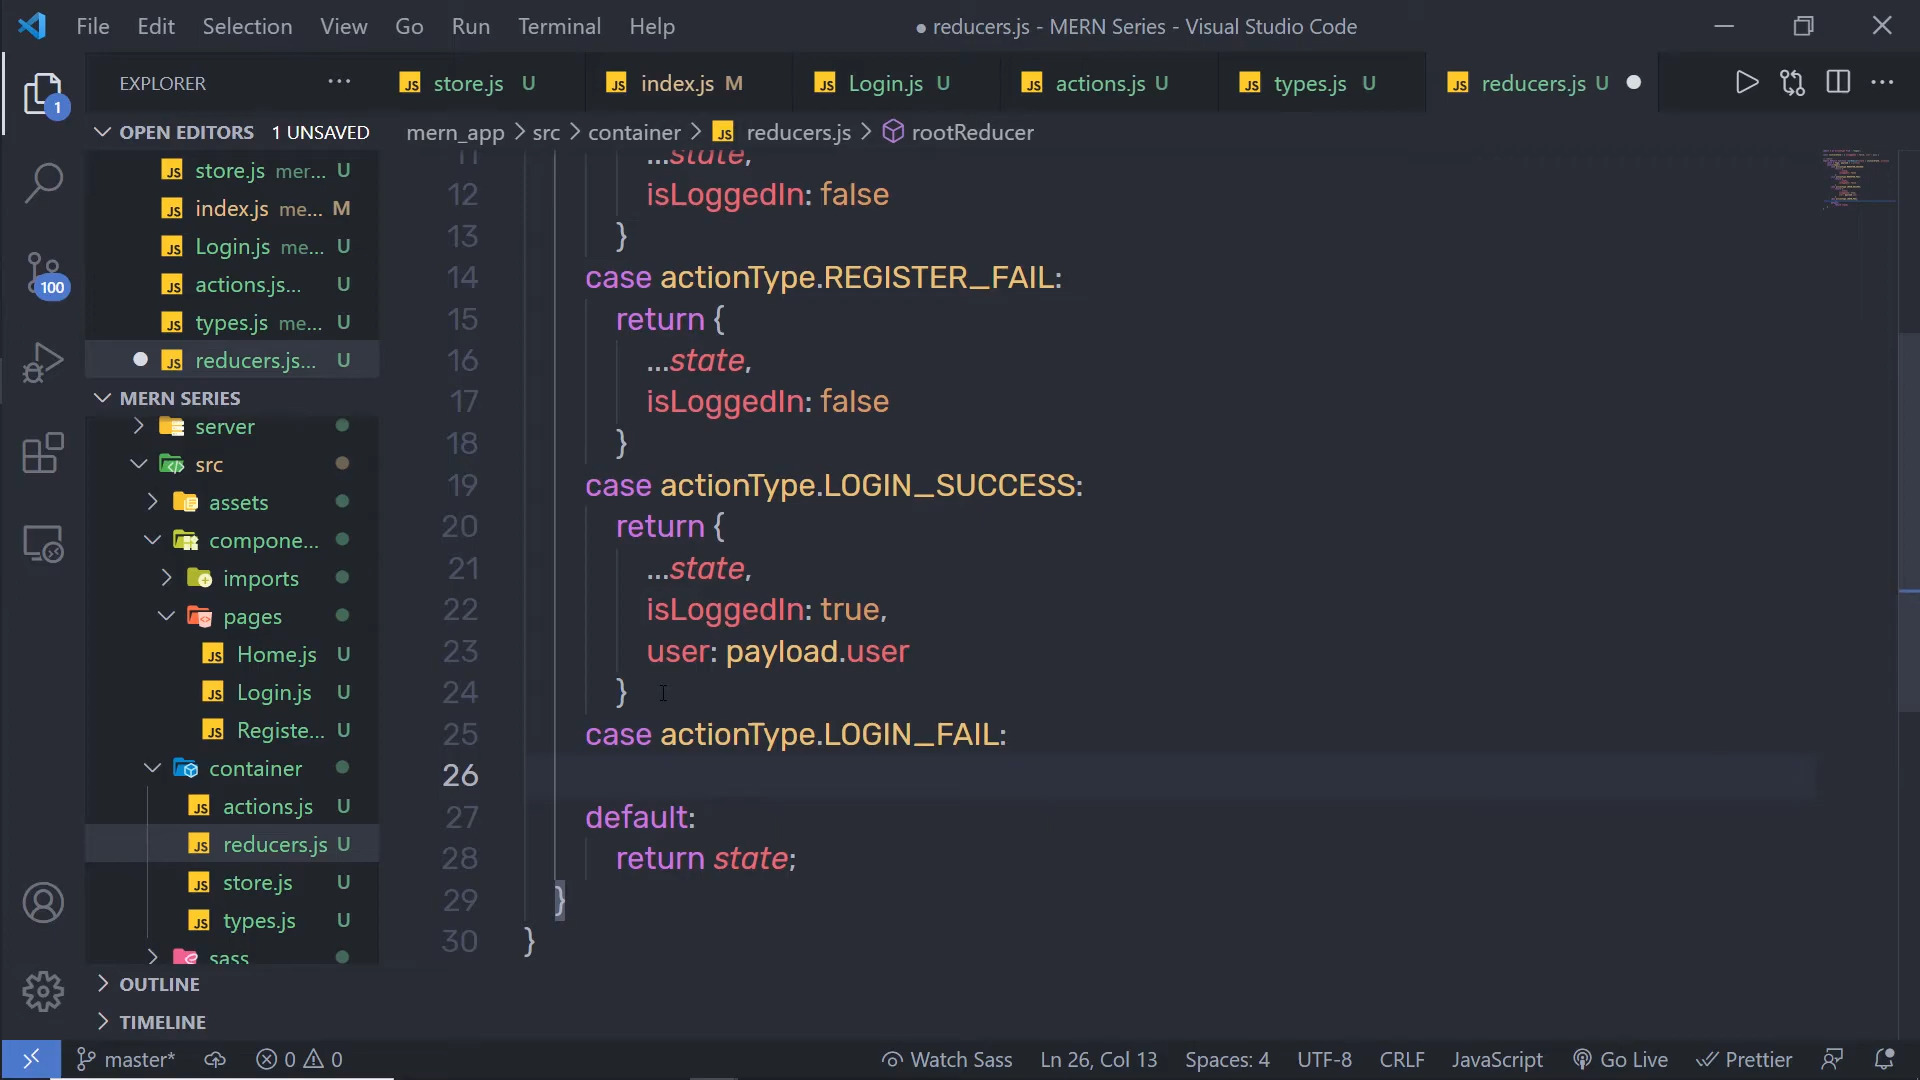 File Edit Selection View Go Run Terminal Help
● reducers.js - MERN Series - Visual Studio Code
EXPLORER ···
JS store.js U
JS index.js M
JS Login.js U
JS actions.js U
JS types.js U
JS reducers.js U ●
1
OPEN EDITORS 1 UNSAVED
mern_app > src > container > JS reducers.js > rootReducer
JS store.js mer... U
JS index.js me... M
JS Login.js me... U
JS actions.js... U
JS types.js me... U
● JS reducers.js... U
100
MERN SERIES
server
src
assets
compone...
imports
pages
JS Home.js U
JS Login.js U
JS Registe... U
container
JS actions.js U
JS reducers.js U
JS store.js U
JS types.js U
sass
OUTLINE
TIMELINE
11 ...state,
12 isLoggedIn: false
13 }
14 case actionType.REGISTER_FAIL:
15 return {
16 ...state,
17 isLoggedIn: false
18 }
19 case actionType.LOGIN_SUCCESS:
20 return {
21 ...state,
22 isLoggedIn: true,
23 user: payload.user
24 }
25 case actionType.LOGIN_FAIL:
26
27 default:
28 return state;
29 }
30 }
master* 0 0
Watch Sass Ln 26, Col 13 Spaces: 4 UTF-8 CRLF JavaScript Go Live Prettier